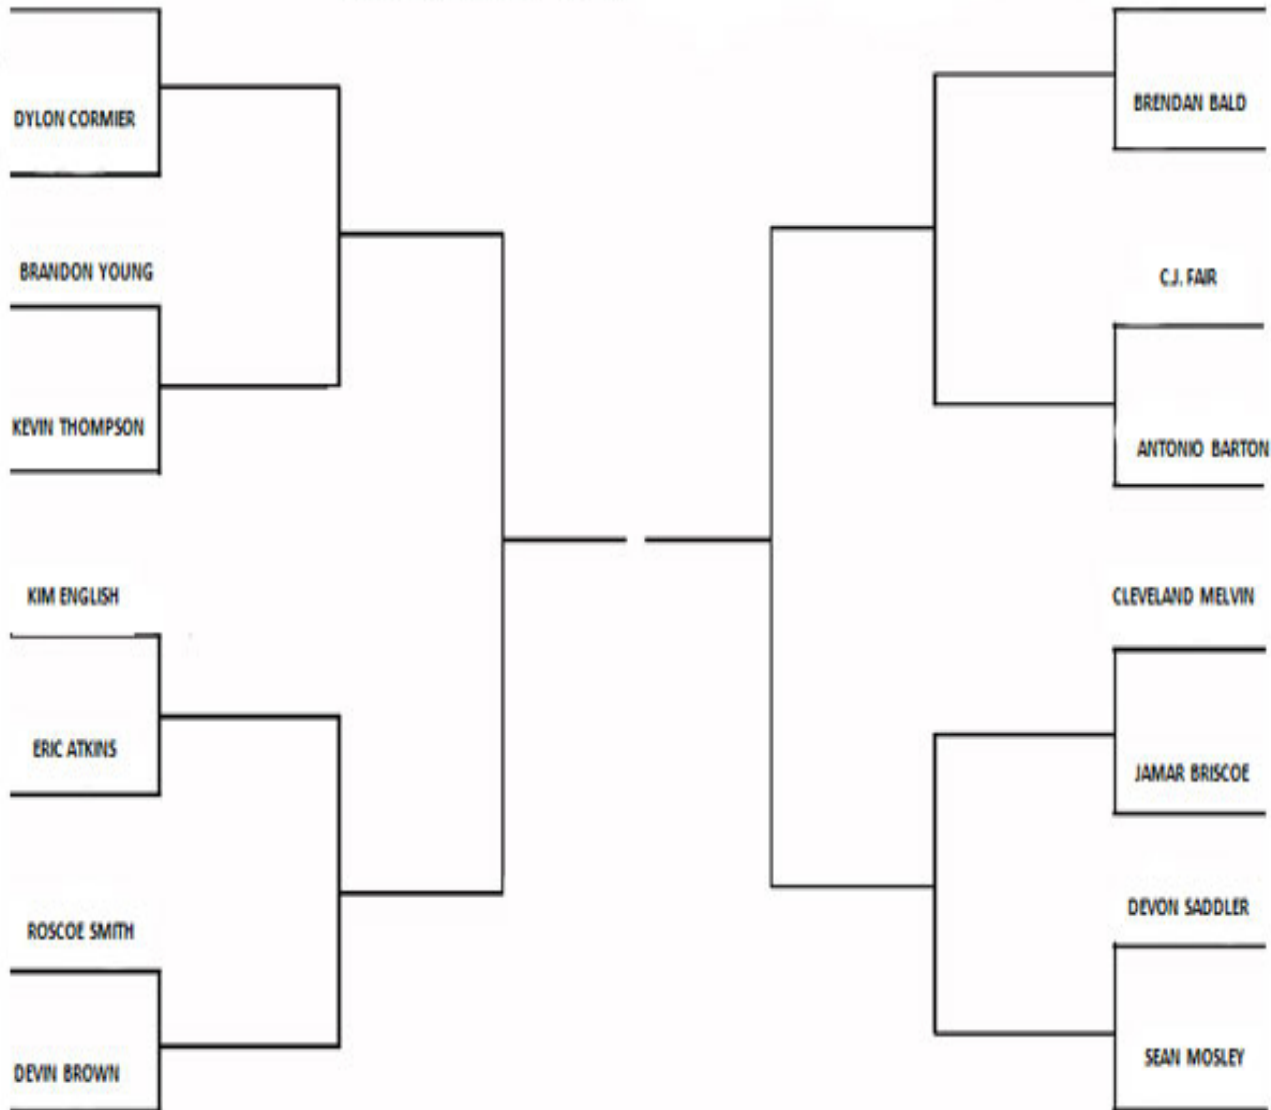 DYLON CORMIER
BRANDON YOUNG
KEVIN THOMPSON
KIM ENGLISH
ERIC ATKINS
ROSCOE SMITH
DEVIN BROWN
BRENDAN BALD
C.J. FAIR
ANTONIO BARTON
CLEVELAND MELVIN
JAMAR BRISCOE
DEVON SADDLER
SEAN MOSLEY